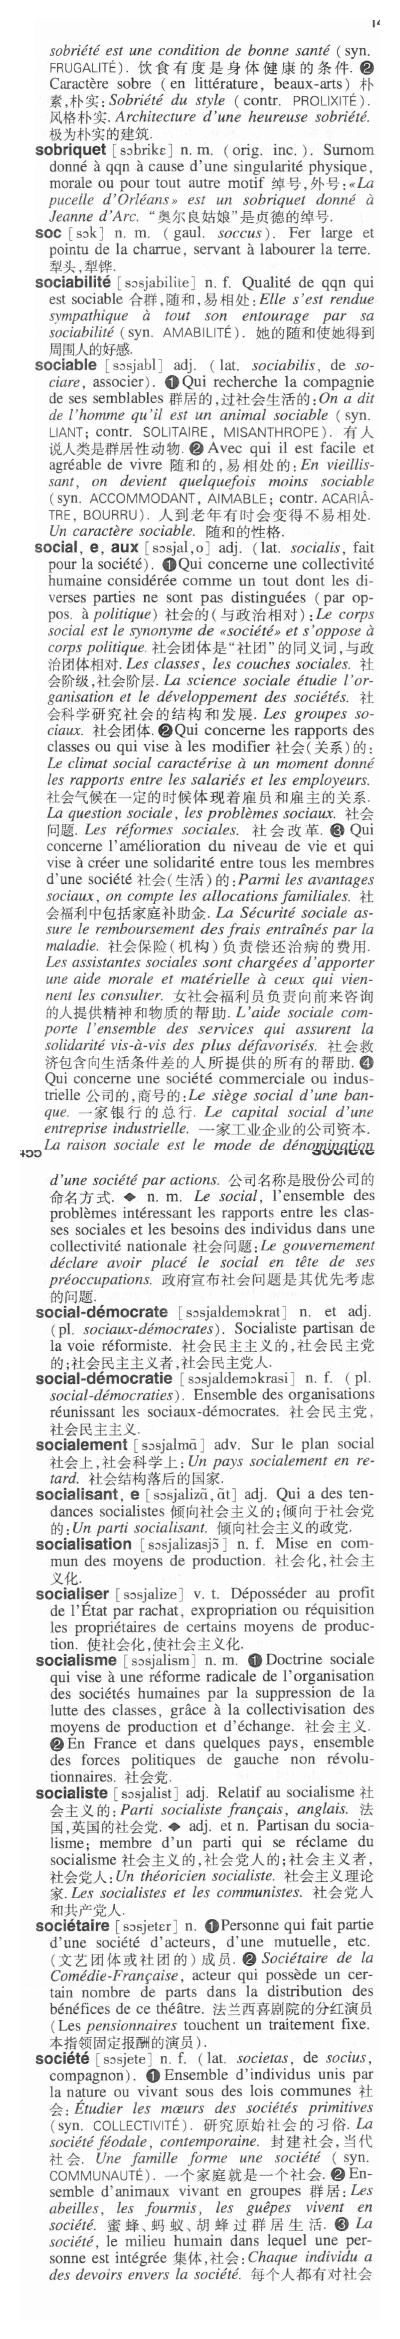 sobriété est une condition de bonne santé (syn.
FRUGALITÉ). 饮食有度是身体健康的条件. ❷
Caractère sobre (en littérature, beaux-arts) 朴
素,朴实: Sobriété du style (contr. PROLIXITÉ).
风格朴实. Architecture d'une heureuse sobriété.
极为朴实的建筑.
sobriquet [sɔbrikɛ] n. m. (orig. inc.). Surnom
donné à qqn à cause d'une singularité physique,
morale ou pour tout autre motif 绰号,外号: «La
pucelle d'Orléans» est un sobriquet donné à
Jeanne d'Arc. “奥尔良姑娘”是贞德的绰号.
soc [sɔk] n. m. (gaul. soccus). Fer large et
pointu de la charrue, servant à labourer la terre.
犁头,犁铧.
sociabilité [sɔsjabilite] n. f. Qualité de qqn qui
est sociable 合群,随和,易相处: Elle s'est rendue
sympathique à tout son entourage par sa
sociabilité (syn. AMABILITÉ). 她的随和使她得到
周围人的好感.
sociable [sɔsjabl] adj. (lat. sociabilis, de so-
ciare, associer). ❶ Qui recherche la compagnie
de ses semblables 群居的,过社会生活的: On a dit
de l'homme qu'il est un animal sociable (syn.
LIANT; contr. SOLITAIRE, MISANTHROPE). 有人
说人类是群居性动物. ❷ Avec qui il est facile et
agréable de vivre 随和的,易相处的: En vieillis-
sant, on devient quelquefois moins sociable
(syn. ACCOMMODANT, AIMABLE; contr. ACARIÂ-
TRE, BOURRU). 人到老年有时会变得不易相处.
Un caractère sociable. 随和的性格.
social, e, aux [sɔsjal,o] adj. (lat. socialis, fait
pour la société). ❶ Qui concerne une collectivité
humaine considérée comme un tout dont les di-
verses parties ne sont pas distinguées (par op-
pos. à politique) 社会的(与政治相对): Le corps
social est le synonyme de «société» et s'oppose à
corps politique. 社会团体是“社团”的同义词,与政
治团体相对. Les classes, les couches sociales. 社
会阶级,社会阶层. La science sociale étudie l'or-
ganisation et le développement des sociétés. 社
会科学研究社会的结构和发展. Les groupes so-
ciaux. 社会团体. ❷ Qui concerne les rapports des
classes ou qui vise à les modifier 社会(关系)的:
Le climat social caractérise à un moment donné
les rapports entre les salariés et les employeurs.
社会气候在一定的时候体现着雇员和雇主的关系.
La question sociale, les problèmes sociaux. 社会
问题. Les réformes sociales. 社会改革. ❸ Qui
concerne l'amélioration du niveau de vie et qui
vise à créer une solidarité entre tous les membres
d'une société 社会(生活)的: Parmi les avantages
sociaux, on compte les allocations familiales. 社
会福利中包括家庭补助金. La Sécurité sociale as-
sure le remboursement des frais entraînés par la
maladie. 社会保险(机构)负责偿还治病的费用.
Les assistantes sociales sont chargées d'apporter
une aide morale et matérielle à ceux qui vien-
nent les consulter. 女社会福利员负责向前来咨询
的人提供精神和物质的帮助. L'aide sociale com-
porte l'ensemble des services qui assurent la
solidarité vis-à-vis des plus défavorisés. 社会救
济包含向生活条件差的人所提供的所有的帮助. ❹
Qui concerne une société commerciale ou indus-
trielle 公司的,商号的: Le siège social d'une ban-
que. 一家银行的总行. Le capital social d'une
entreprise industrielle. 一家工业企业的公司资本.
La raison sociale est le mode de dénomination
d'une société par actions. 公司名称是股份公司的
命名方式. ◆ n. m. Le social, l'ensemble des
problèmes intéressant les rapports entre les clas-
ses sociales et les besoins des individus dans une
collectivité nationale 社会问题: Le gouvernement
déclare avoir placé le social en tête de ses
préoccupations. 政府宣布社会问题是其优先考虑
的问题.
social-démocrate [sɔsjaldemɔkrat] n. et adj.
(pl. sociaux-démocrates). Socialiste partisan de
la voie réformiste. 社会民主主义的,社会民主党
的;社会民主主义者,社会民主党人.
social-démocratie [sɔsjaldemɔkrasi] n. f. (pl.
social-démocraties). Ensemble des organisations
réunissant les sociaux-démocrates. 社会民主党,
社会民主主义.
socialement [sɔsjalmɑ̃] adv. Sur le plan social
社会上,社会科学上: Un pays socialement en re-
tard. 社会结构落后的国家.
socialisant, e [sɔsjalizɑ̃, ɑ̃t] adj. Qui a des ten-
dances socialistes 倾向社会主义的;倾向于社会党
的: Un parti socialisant. 倾向社会主义的政党.
socialisation [sɔsjalizasjɔ̃] n. f. Mise en com-
mun des moyens de production. 社会化,社会主
义化.
socialiser [sɔsjalize] v. t. Déposséder au profit
de l'État par rachat, expropriation ou réquisition
les propriétaires de certains moyens de produc-
tion. 使社会化,使社会主义化.
socialisme [sɔsjalism] n. m. ❶ Doctrine sociale
qui vise à une réforme radicale de l'organisation
des sociétés humaines par la suppression de la
lutte des classes, grâce à la collectivisation des
moyens de production et d'échange. 社会主义.
❷ En France et dans quelques pays, ensemble
des forces politiques de gauche non révolu-
tionnaires. 社会党.
socialiste [sɔsjalist] adj. Relatif au socialisme 社
会主义的: Parti socialiste français, anglais. 法
国,英国的社会党. ◆ adj. et n. Partisan du socia-
lisme; membre d'un parti qui se réclame du
socialisme 社会主义的,社会党人的;社会主义者,
社会党人: Un théoricien socialiste. 社会主义理论
家. Les socialistes et les communistes. 社会党人
和共产党人.
sociétaire [sɔsjetɛr] n. ❶ Personne qui fait partie
d'une société d'acteurs, d'une mutuelle, etc.
(文艺团体或社团的)成员. ❷ Sociétaire de la
Comédie-Française, acteur qui possède un cer-
tain nombre de parts dans la distribution des
bénéfices de ce théâtre. 法兰西喜剧院的分红演员
(Les pensionnaires touchent un traitement fixe.
本指领固定报酬的演员).
société [sɔsjete] n. f. (lat. societas, de socius,
compagnon). ❶ Ensemble d'individus unis par
la nature ou vivant sous des lois communes 社
会: Étudier les mœurs des sociétés primitives
(syn. COLLECTIVITÉ). 研究原始社会的习俗. La
société féodale, contemporaine. 封建社会,当代
社会. Une famille forme une société (syn.
COMMUNAUTÉ). 一个家庭就是一个社会. ❷ En-
semble d'animaux vivant en groupes 群居: Les
abeilles, les fourmis, les guêpes vivent en
société. 蜜蜂、蚂蚁、胡蜂过群居生活. ❸ La
société, le milieu humain dans lequel une per-
sonne est intégrée 集体,社会: Chaque individu a
des devoirs envers la société. 每个人都有对社会